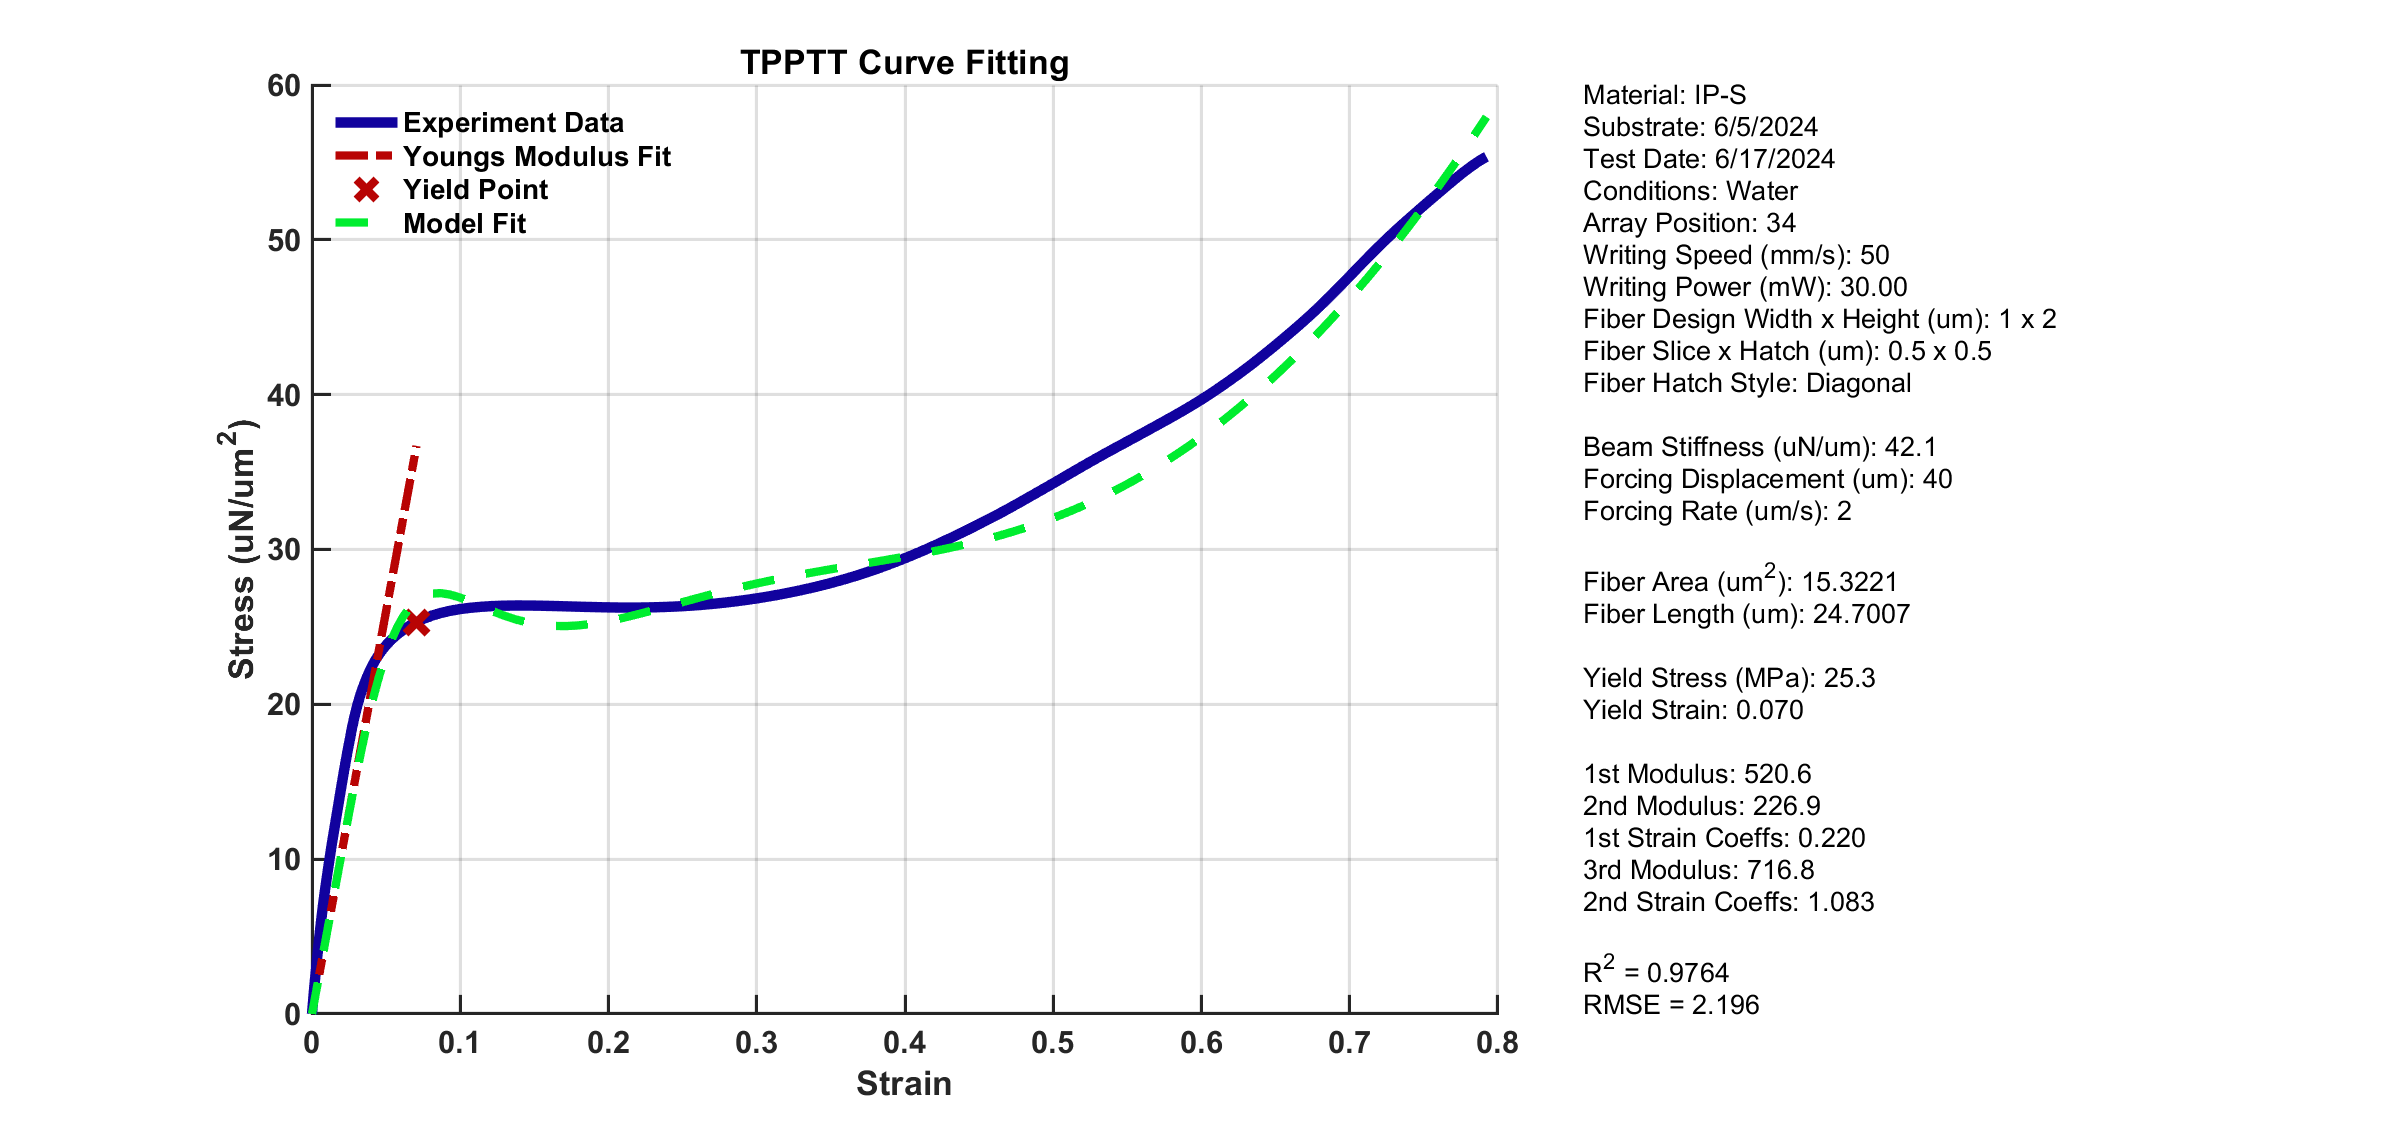 TPPTT Curve Fitting
60
50
40
30
20
10
0
Stress (uN/um²)
Experiment Data
Youngs Modulus Fit
Yield Point
Model Fit
0 0.1 0.2 0.3 0.4 0.5 0.6 0.7 0.8
Strain
Material: IP-S
Substrate: 6/5/2024
Test Date: 6/17/2024
Conditions: Water
Array Position: 34
Writing Speed (mm/s): 50
Writing Power (mW): 30.00
Fiber Design Width x Height (um): 1 x 2
Fiber Slice x Hatch (um): 0.5 x 0.5
Fiber Hatch Style: Diagonal
Beam Stiffness (uN/um): 42.1
Forcing Displacement (um): 40
Forcing Rate (um/s): 2
Fiber Area (um²): 15.3221
Fiber Length (um): 24.7007
Yield Stress (MPa): 25.3
Yield Strain: 0.070
1st Modulus: 520.6
2nd Modulus: 226.9
1st Strain Coeffs: 0.220
3rd Modulus: 716.8
2nd Strain Coeffs: 1.083
R² = 0.9764
RMSE = 2.196